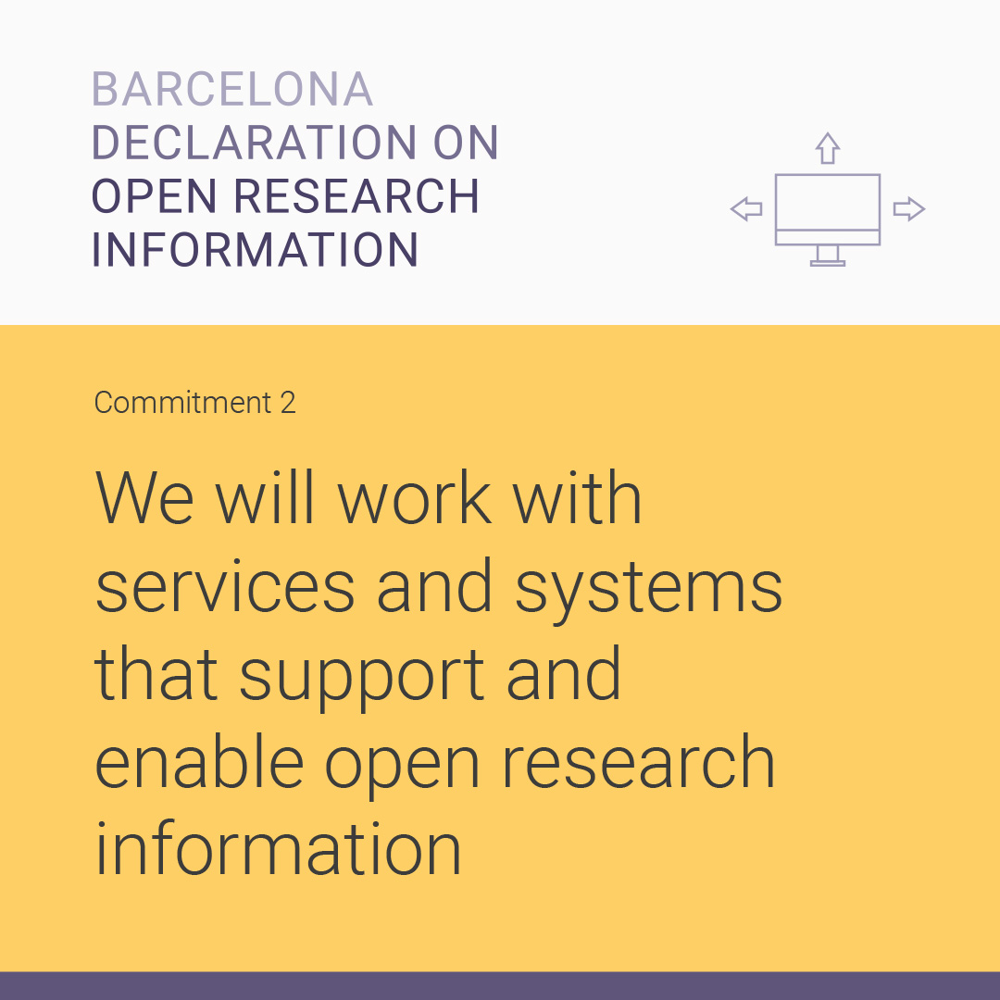 BARCELONA
DECLARATION ON
OPEN RESEARCH
INFORMATION
Commitment 2
We will work with
services and systems
that support and
enable open research
information